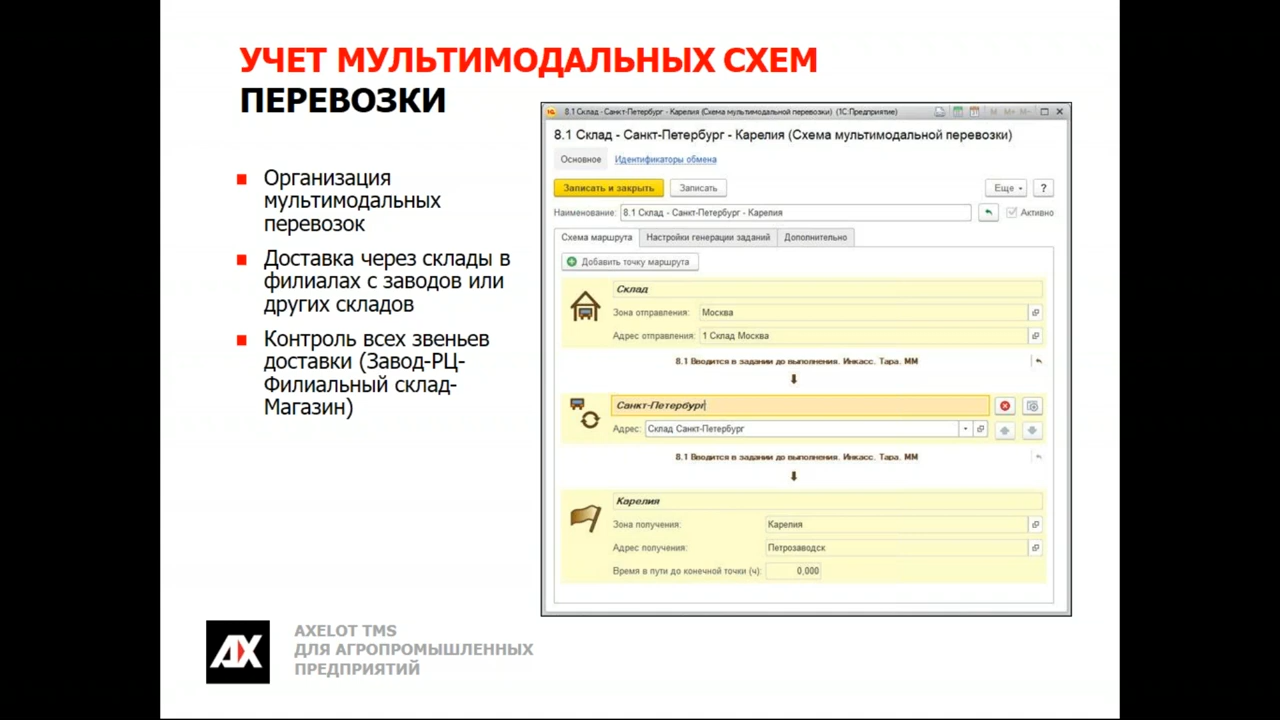 УЧЕТ МУЛЬТИМОДАЛЬНЫХ СХЕМ
ПЕРЕВОЗКИ
Организация
мультимодальных
перевозок
Доставка через склады в
филиалах с заводов или
других складов
Контроль всех звеньев
доставки (Завод-РЦ-
Филиальный склад-
Магазин)
8.1 Склад - Санкт-Петербург - Карелия (Схема мультимодальной перевозки) (1С:Предприятие)
8.1 Склад - Санкт-Петербург - Карелия (Схема мультимодальной перевозки)
Основное Идентификаторы обмена
Записать и закрыть Записать Еще ?
Наименование: 8.1 Склад - Санкт-Петербург - Карелия Активно
Схема маршрута Настройки генерации заданий Дополнительно
Добавить точку маршрута
Склад
Зона отправления: Москва
Адрес отправления: 1 Склад Москва
8.1 Вводится в задании до выполнения. Инкасс. Тара. ММ
Санкт-Петербург
Адрес: Склад Санкт-Петербург
8.1 Вводится в задании до выполнения. Инкасс. Тара. ММ
Карелия
Зона получения: Карелия
Адрес получения: Петрозаводск
Время в пути до конечной точки (ч): 0,000
AX
AXELOT TMS
ДЛЯ АГРОПРОМЫШЛЕННЫХ
ПРЕДПРИЯТИЙ